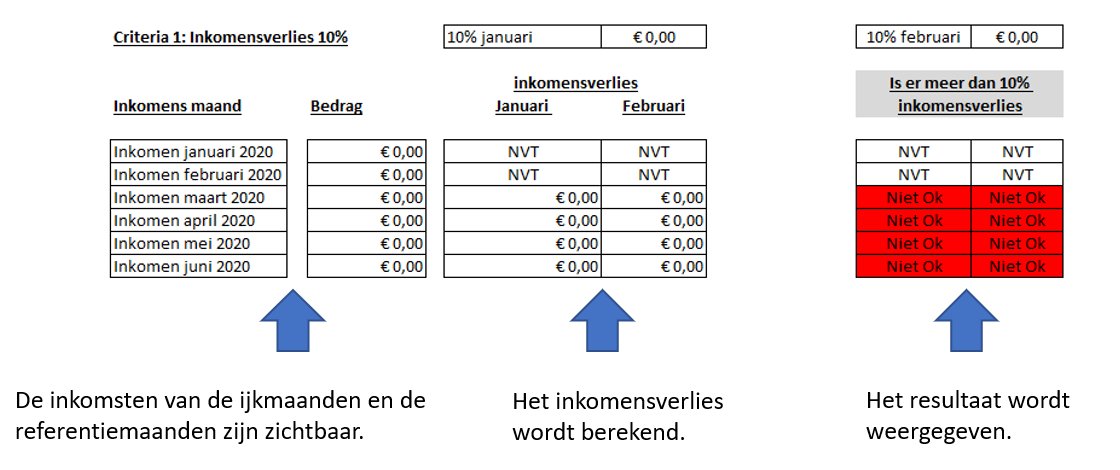 Criteria 1: Inkomensverlies 10% 10% januari € 0,00 10% februari € 0,00
inkomensverlies Is er meer dan 10%
Inkomens maand Bedrag Januari Februari inkomensverlies
Inkomen januari 2020 € 0,00 NVT NVT NVT NVT
Inkomen februari 2020 € 0,00 NVT NVT NVT NVT
Inkomen maart 2020 € 0,00 € 0,00 € 0,00 Niet Ok Niet Ok
Inkomen april 2020 € 0,00 € 0,00 € 0,00 Niet Ok Niet Ok
Inkomen mei 2020 € 0,00 € 0,00 € 0,00 Niet Ok Niet Ok
Inkomen juni 2020 € 0,00 € 0,00 € 0,00 Niet Ok Niet Ok
De inkomsten van de ijkmaanden en de
referentiemaanden zijn zichtbaar.
Het inkomensverlies
wordt berekend.
Het resultaat wordt
weergegeven.